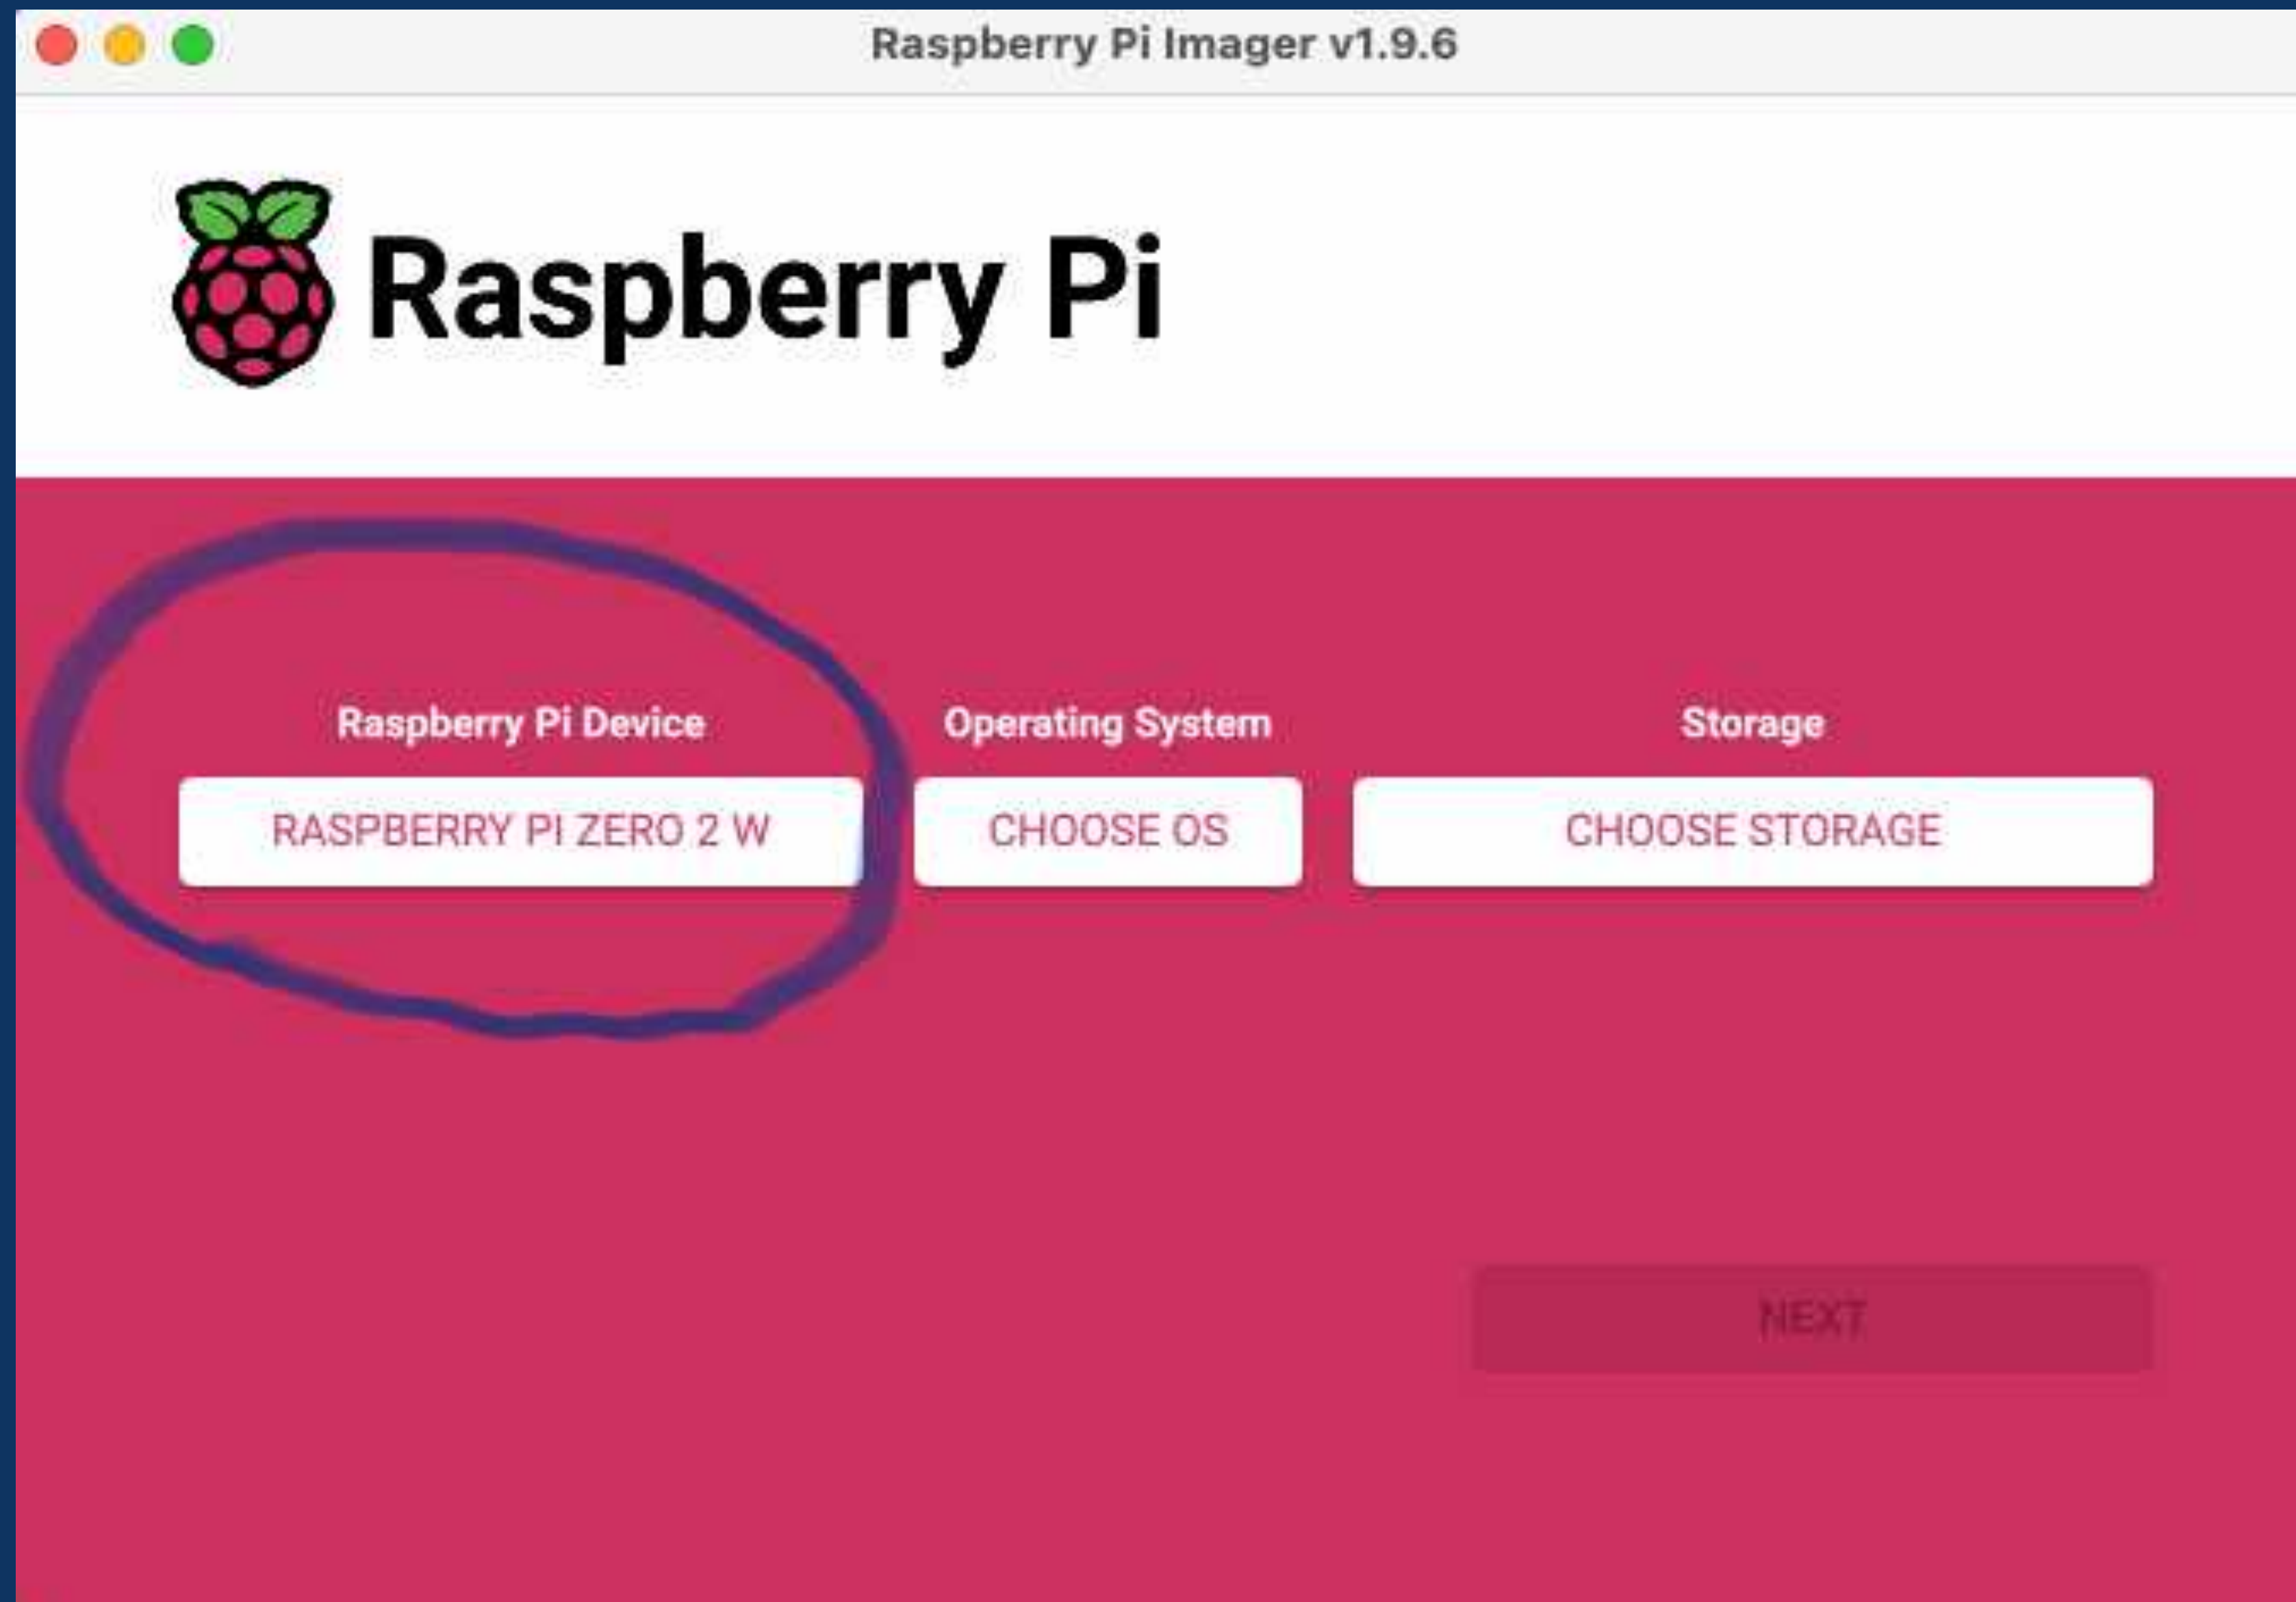 Raspberry Pi Imager v1.9.6
Raspberry Pi
Raspberry Pi Device
Operating System
Storage
RASPBERRY PI ZERO 2 W
CHOOSE OS
CHOOSE STORAGE
NEXT